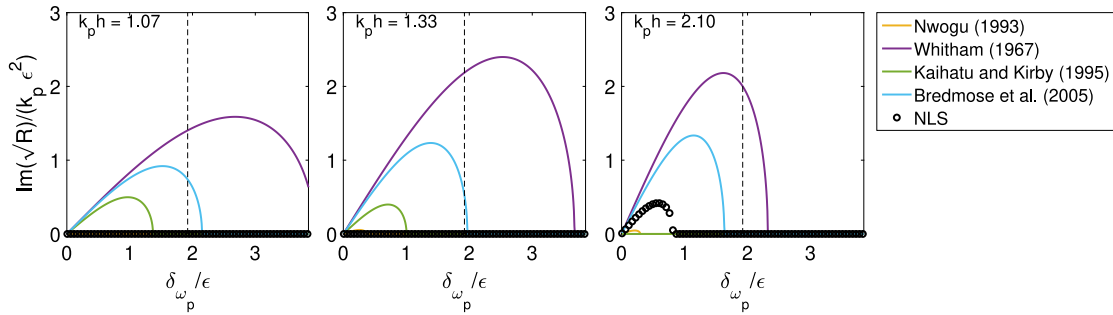 k_p h = 1.07
k_p h = 1.33
k_p h = 2.10
Im(√R)/(k_p ϵ^2)
3
2
1
0
0 1 2 3
δ_ω_p/ϵ
3
2
1
0
0 1 2 3
δ_ω_p/ϵ
3
2
1
0
0 1 2 3
δ_ω_p/ϵ
Nwogu (1993)
Whitham (1967)
Kaihatu and Kirby (1995)
Bredmose et al. (2005)
NLS